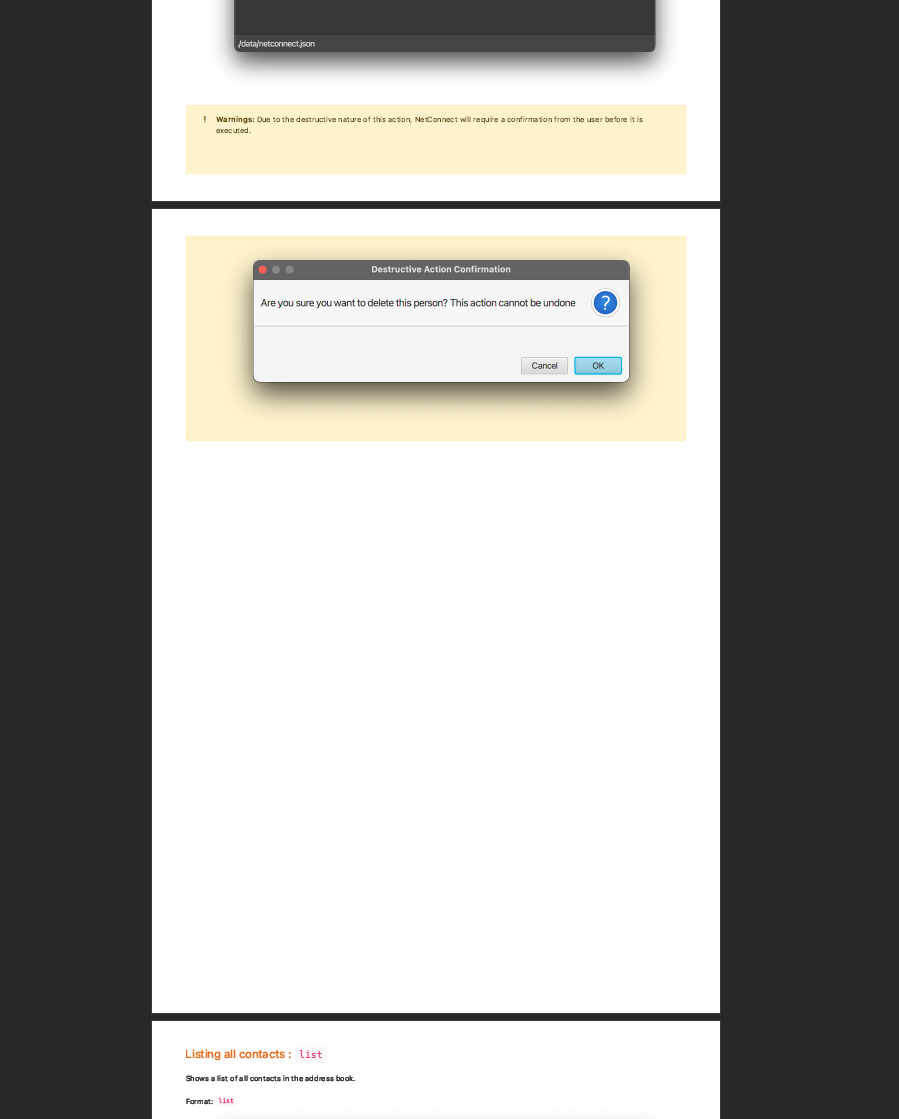 ./data/netconnect.json
! Warnings: Due to the destructive nature of this action, NetConnect will require a confirmation from the user before it is
executed.
Destructive Action Confirmation
Are you sure you want to delete this person? This action cannot be undone
?
Cancel OK
Listing all contacts : list
Shows a list of all contacts in the address book.
Format: list